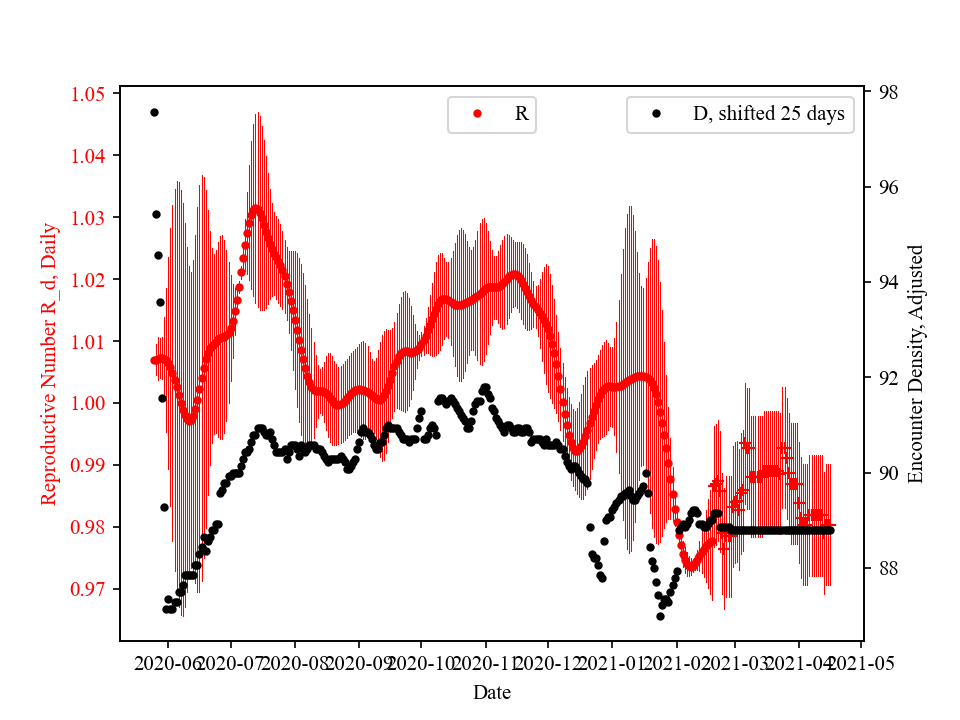 R
D, shifted 25 days
1.05
1.04
1.03
1.02
1.01
1.00
0.99
0.98
0.97
Reproductive Number R_d, Daily
98
96
94
92
90
88
Encounter Density, Adjusted
2020-06 2020-07 2020-08 2020-09 2020-10 2020-11 2020-12 2021-01 2021-02 2021-03 2021-04 2021-05
Date